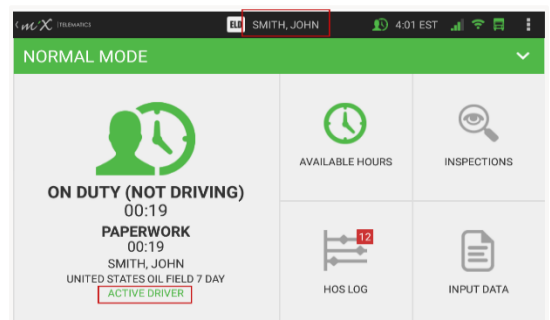 MiX TELEMATICS
ELD SMITH, JOHN
4:01 EST
NORMAL MODE
ON DUTY (NOT DRIVING)
00:19
PAPERWORK
00:19
SMITH, JOHN
UNITED STATES OIL FIELD 7 DAY
ACTIVE DRIVER
AVAILABLE HOURS
INSPECTIONS
12
HOS LOG
INPUT DATA